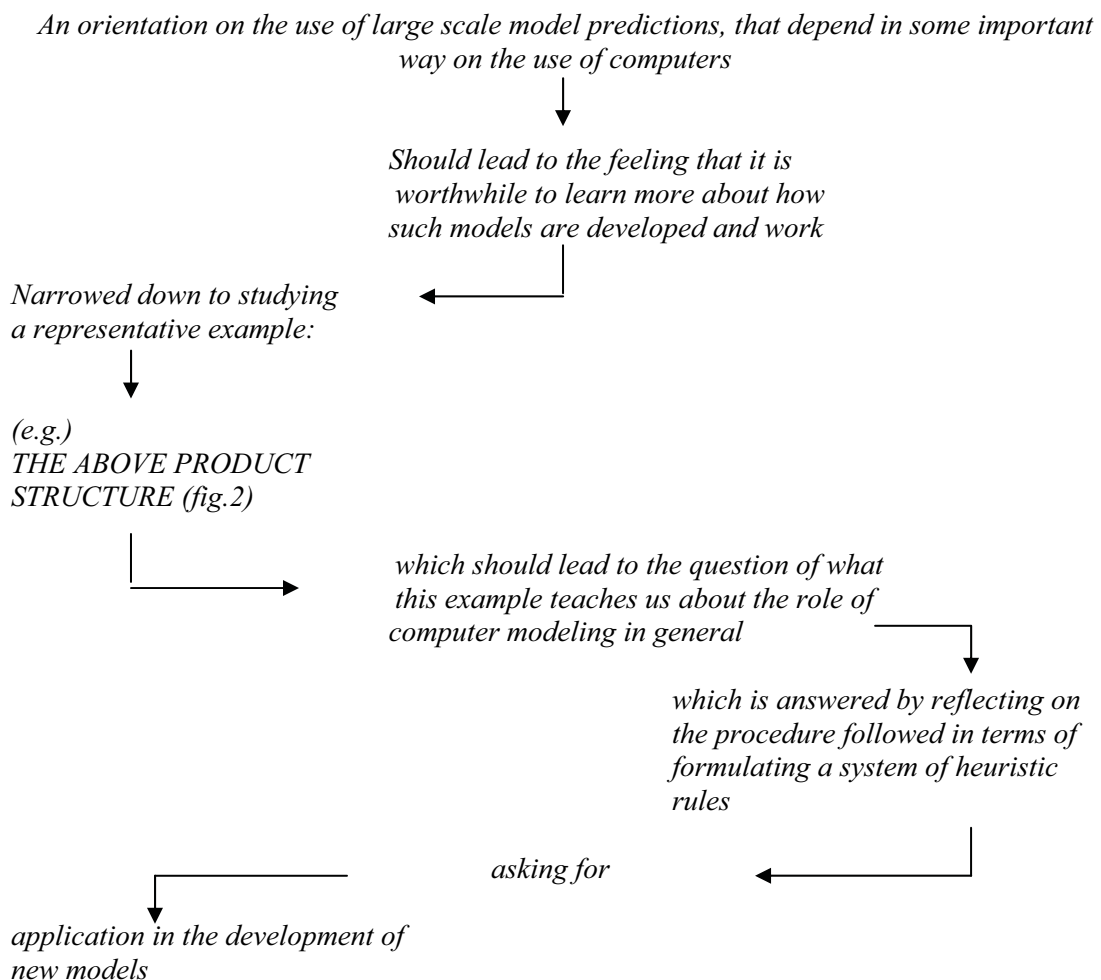 An orientation on the use of large scale model predictions, that depend in some important
way on the use of computers
Should lead to the feeling that it is
worthwhile to learn more about how
such models are developed and work
Narrowed down to studying
a representative example:
(e.g.)
THE ABOVE PRODUCT
STRUCTURE (fig.2)
which should lead to the question of what
this example teaches us about the role of
computer modeling in general
which is answered by reflecting on
the procedure followed in terms of
formulating a system of heuristic
rules
asking for
application in the development of
new models